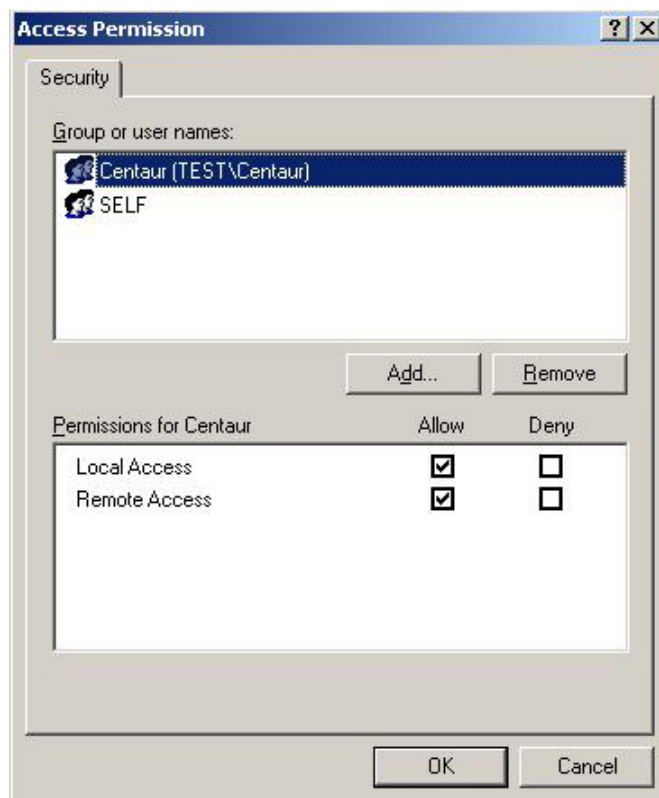 Access Permission
Security
Group or user names:
Centaur (TEST\Centaur)
SELF
Add... Remove
Permissions for Centaur Allow Deny
Local Access
Remote Access
OK Cancel